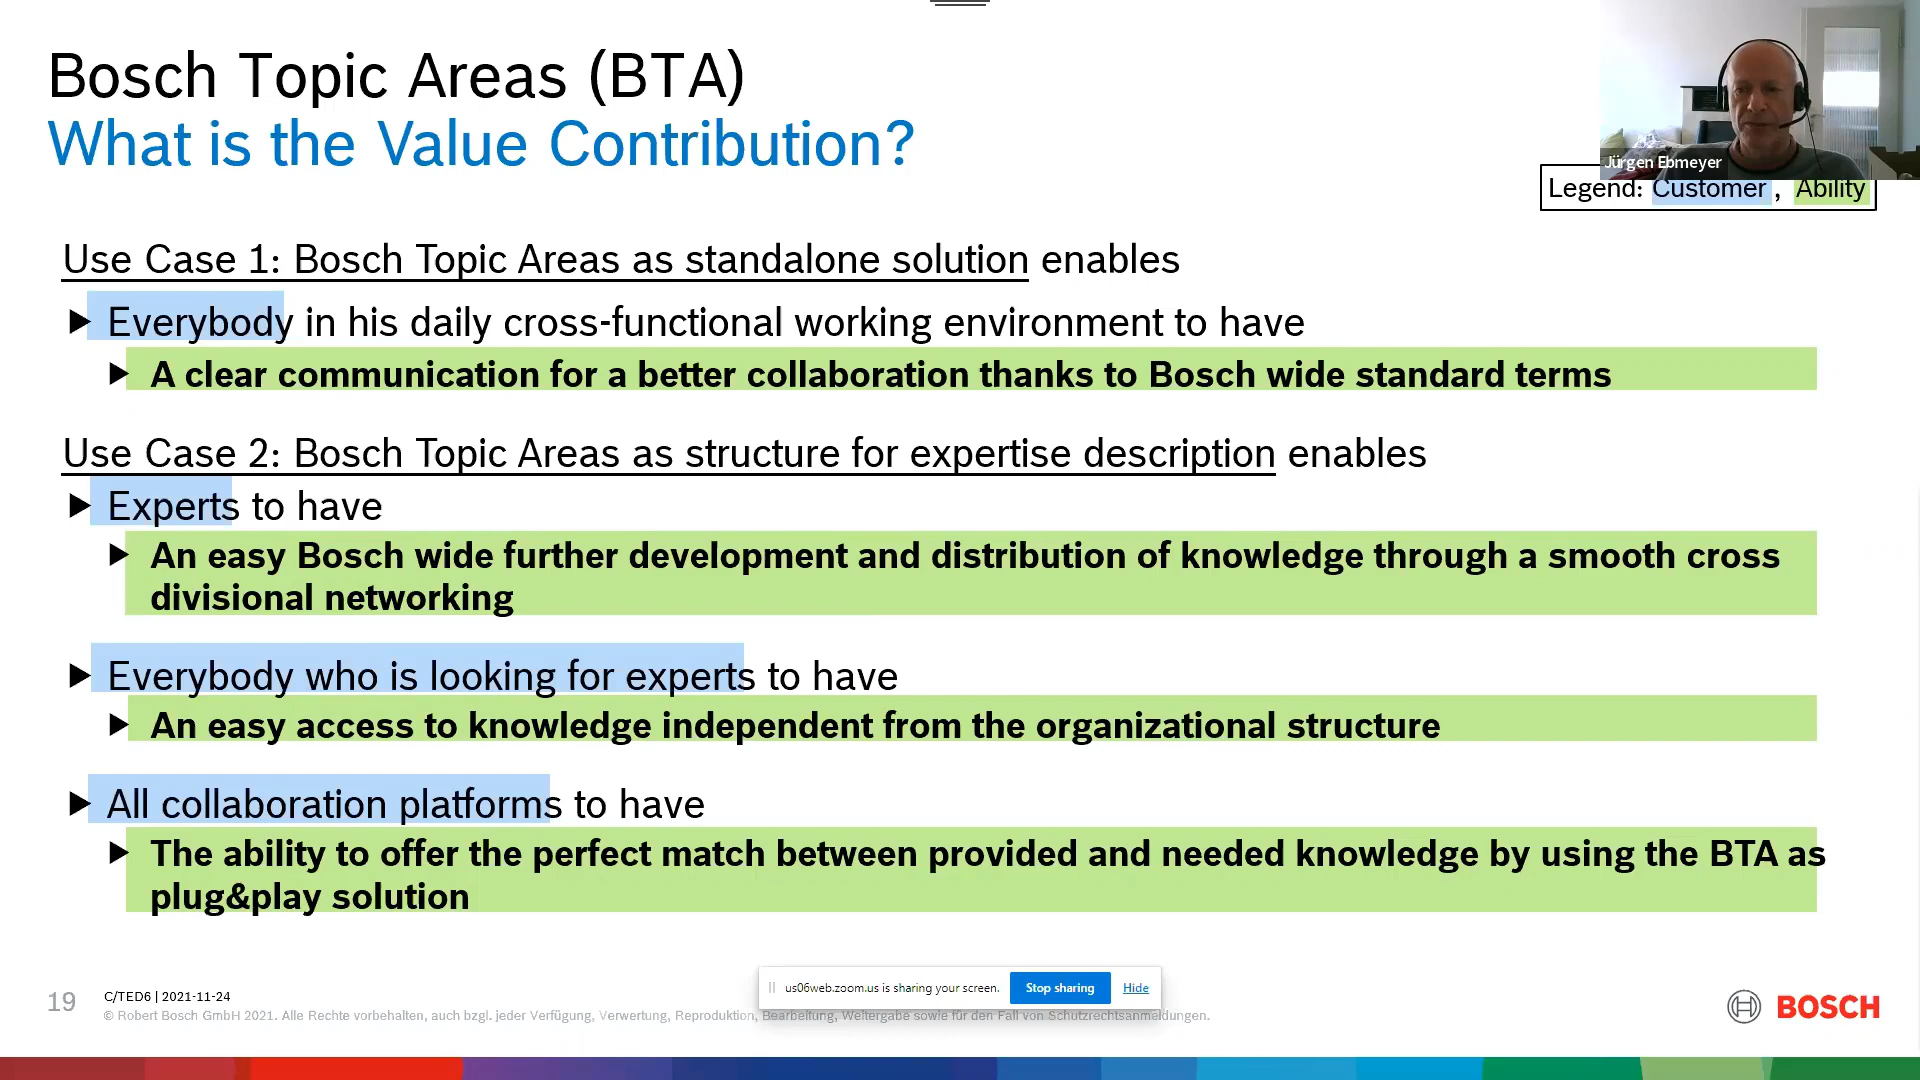 Bosch Topic Areas (BTA)
What is the Value Contribution?
Jürgen Ebmeyer
Legend: Customer , Ability
Use Case 1: Bosch Topic Areas as standalone solution enables
Everybody in his daily cross-functional working environment to have
A clear communication for a better collaboration thanks to Bosch wide standard terms
Use Case 2: Bosch Topic Areas as structure for expertise description enables
Experts to have
An easy Bosch wide further development and distribution of knowledge through a smooth cross
divisional networking
Everybody who is looking for experts to have
An easy access to knowledge independent from the organizational structure
All collaboration platforms to have
The ability to offer the perfect match between provided and needed knowledge by using the BTA as
plug&play solution
us06web.zoom.us is sharing your screen. Stop sharing Hide
19
C/TED6 | 2021-11-24
© Robert Bosch GmbH 2021. Alle Rechte vorbehalten, auch bzgl. jeder Verfügung, Verwertung, Reproduktion, Bearbeitung, Weitergabe sowie für den Fall von Schutzrechtsanmeldungen.
BOSCH